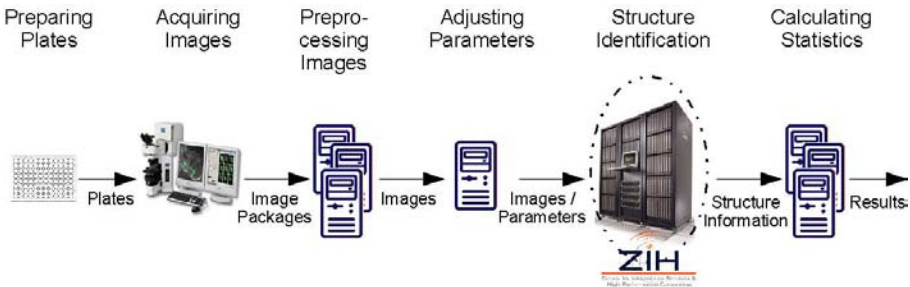 Preparing
Plates
Acquiring
Images
Prepro-
cessing
Images
Adjusting
Parameters
Structure
Identification
Calculating
Statistics
Plates
Image
Packages
Images
Images /
Parameters
Structure
Information
Results
ZIH